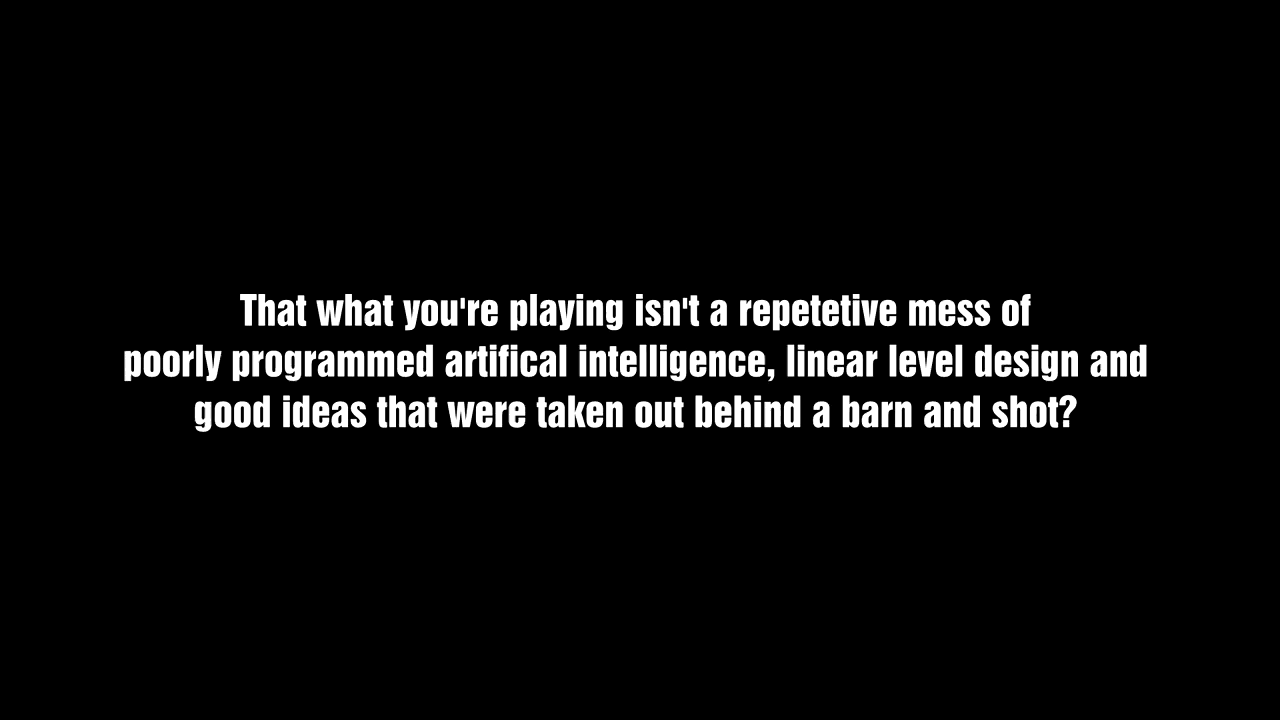 That what you're playing isn't a repetetive mess of
poorly programmed artifical intelligence, linear level design and
good ideas that were taken out behind a barn and shot?